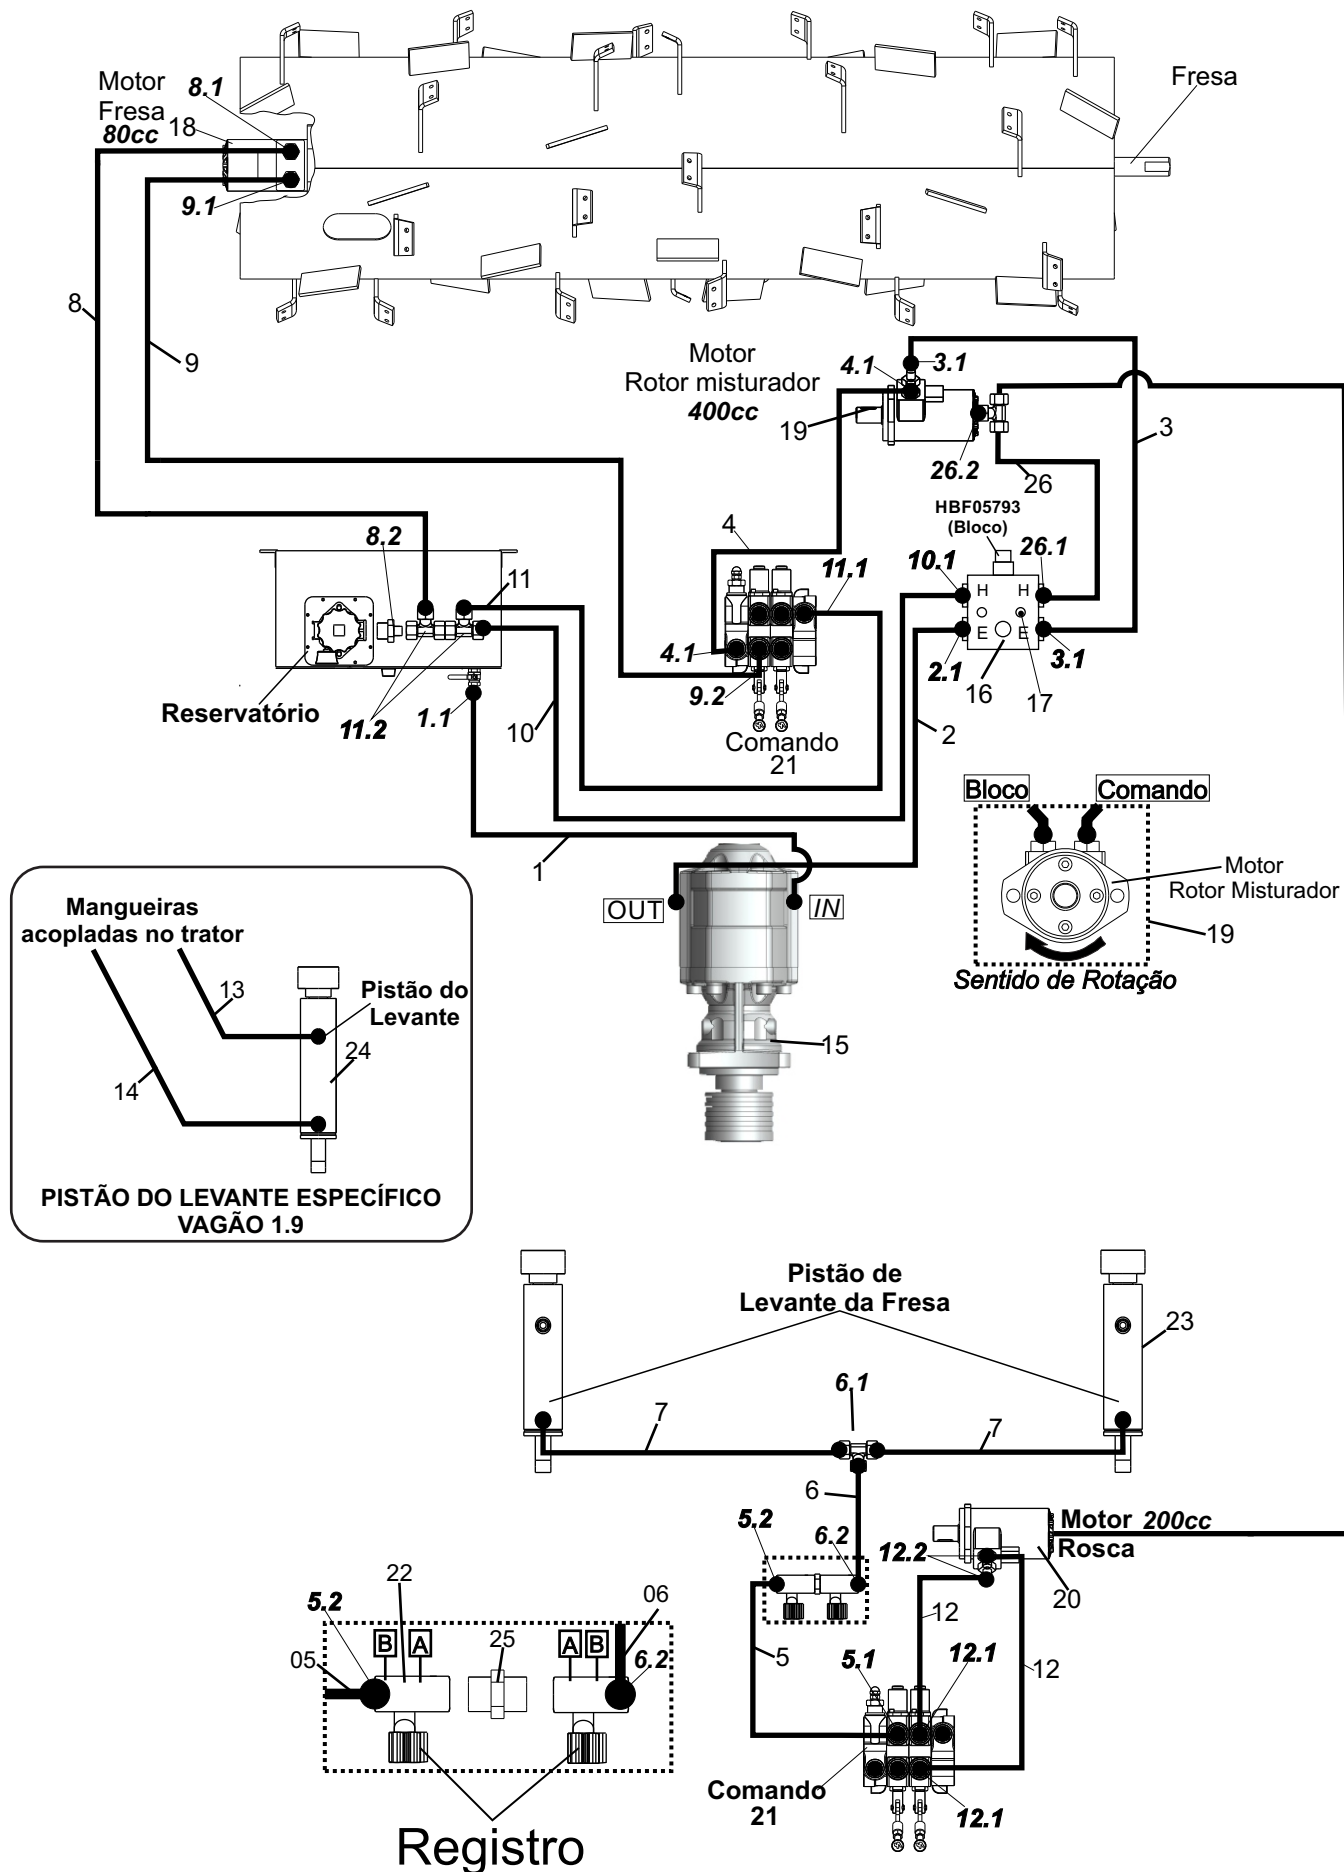 Motor
Fresa
80cc
18
8.1
9.1
Fresa
8
9
Motor
Rotor misturador
400cc
4.1
3.1
19
26.2
26
3
HBF05793
(Bloco)
10.1
26.1
H
H
E
E
2.1
3.1
16
17
4
11.1
4.1
9.2
Comando
21
8.2
11
Reservatório
11.2
1.1
10
2
1
OUT
IN
15
Bloco
Comando
Motor
Rotor Misturador
19
Sentido de Rotação
Mangueiras
acopladas no trator
13
Pistão do
Levante
24
14
PISTÃO DO LEVANTE ESPECÍFICO
VAGÃO 1.9
Pistão de
Levante da Fresa
23
6.1
7
7
6
5.2
6.2
Motor 200cc
Rosca
12.2
20
12
12
5
5.1
12.1
12.1
Comando
21
5.2
22
B
A
25
A
B
06
05
6.2
Registro